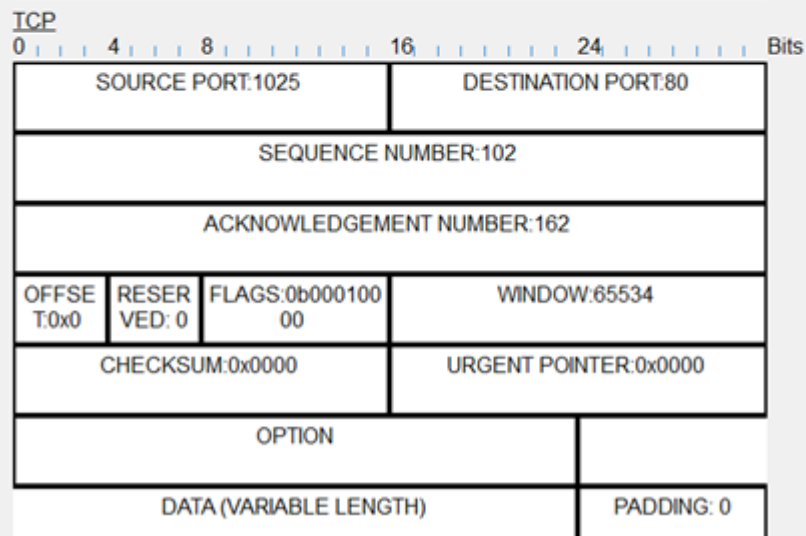 TCP
0 4 8 16 24 Bits
SOURCE PORT:1025 DESTINATION PORT:80
SEQUENCE NUMBER:102
ACKNOWLEDGEMENT NUMBER:162
OFFSE RESER FLAGS:0b000100 WINDOW:65534
T:0x0 VED: 0 00
CHECKSUM:0x0000 URGENT POINTER:0x0000
OPTION
DATA (VARIABLE LENGTH) PADDING: 0